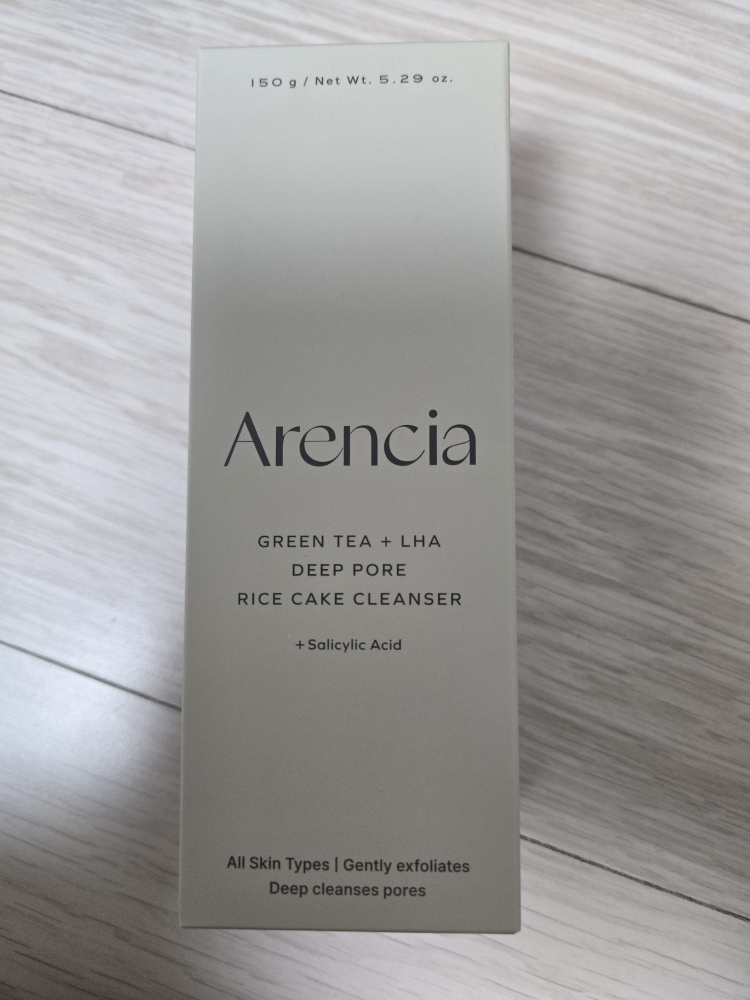 150 g / Net Wt. 5.29 oz.
Arencia
GREEN TEA + LHA
DEEP PORE
RICE CAKE CLEANSER
+ Salicylic Acid
All Skin Types | Gently exfoliates
Deep cleanses pores